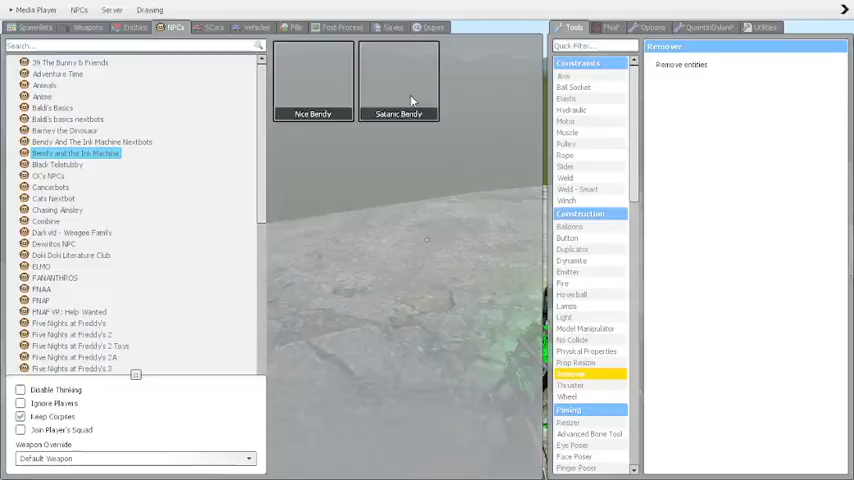 Media Player
NPCs
Server
Drawing
Spawnlists
Weapons
Entities
NPCs
SCars
Vehicles
Pills
Post Process
Saves
Dupes
Tools
FNaF
Options
QuentinDylanP
Utilities
Search...
39 The Bunny & Friends
Adventure Time
Animals
Anime
Baldi's Basics
Baldi's basics nextbots
Barney the Dinosaur
Bendy And The Ink Machine Nextbots
Bendy and the Ink Machine
Black Teletubby
CK's NPCs
Cancerbots
Cats Nextbot
Chasing Ainsley
Combine
Darkvid - Weegee Family
Dewritos NPC
Doki Doki Literature Club
ELMO
FANANTHROS
FNAA
FNAF
FNAF VR: Help Wanted
Five Nights at Freddy's
Five Nights at Freddy's 2
Five Nights at Freddy's 2 Toys
Five Nights at Freddy's 2A
Five Nights at Freddy's 3
Disable Thinking
Ignore Players
Keep Corpses
Join Player's Squad
Weapon Override
Default Weapon
Nice Bendy
Satanic Bendy
Quick Filter...
Constraints
Axis
Ball Socket
Elastic
Hydraulic
Motor
Muscle
Pulley
Rope
Slider
Weld
Weld - Smart
Winch
Construction
Balloons
Button
Duplicator
Dynamite
Emitter
Fire
Hoverball
Lamps
Light
Model Manipulator
No Collide
Physical Properties
Prop Resizer
Remover
Thruster
Wheel
Posing
Resizer
Advanced Bone Tool
Eye Poser
Face Poser
Finger Poser
Remover
Remove entities